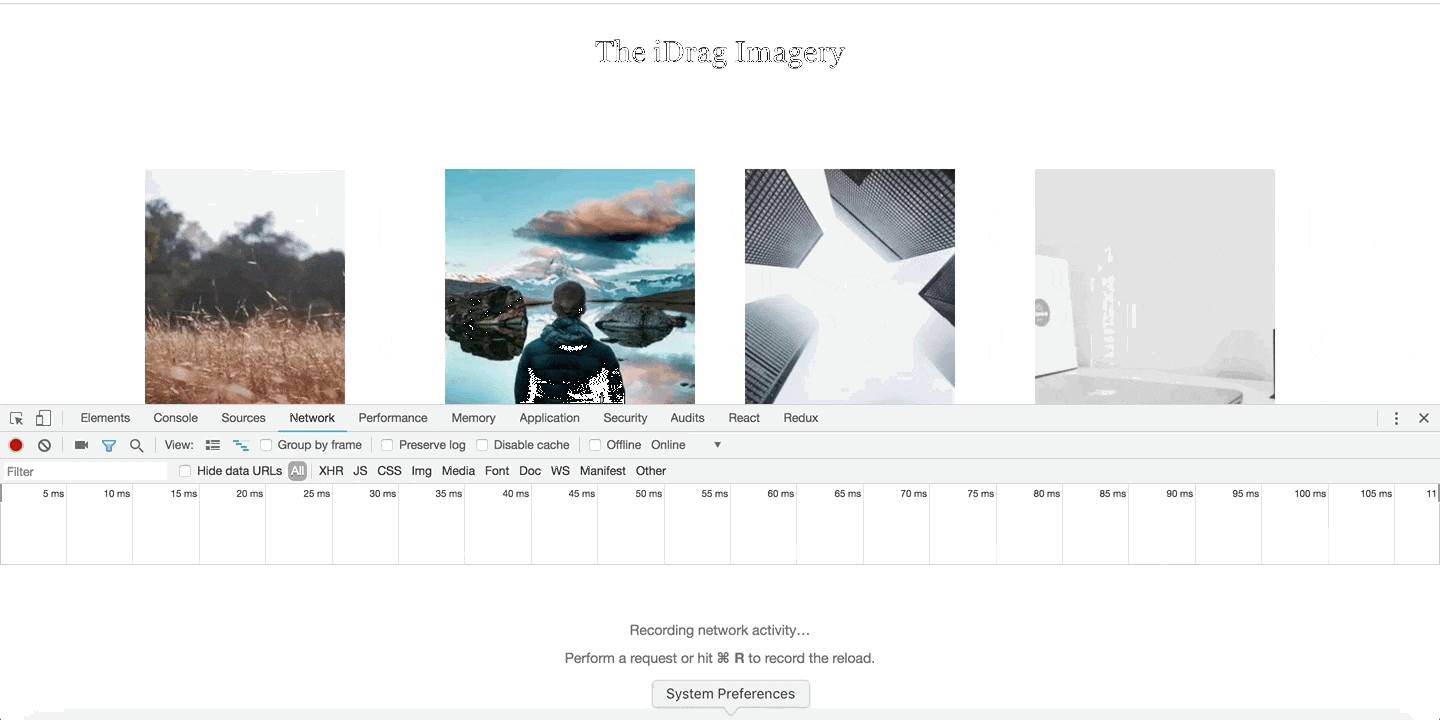 The iDrag Imagery
Elements Console Sources Network Performance Memory Application Security Audits React Redux
View: Group by frame Preserve log Disable cache Offline Online
Filter Hide data URLs All XHR JS CSS Img Media Font Doc WS Manifest Other
5 ms 10 ms 15 ms 20 ms 25 ms 30 ms 35 ms 40 ms 45 ms 50 ms 55 ms 60 ms 65 ms 70 ms 75 ms 80 ms 85 ms 90 ms 95 ms 100 ms 105 ms 11
Recording network activity…
Perform a request or hit ⌘ R to record the reload.
System Preferences